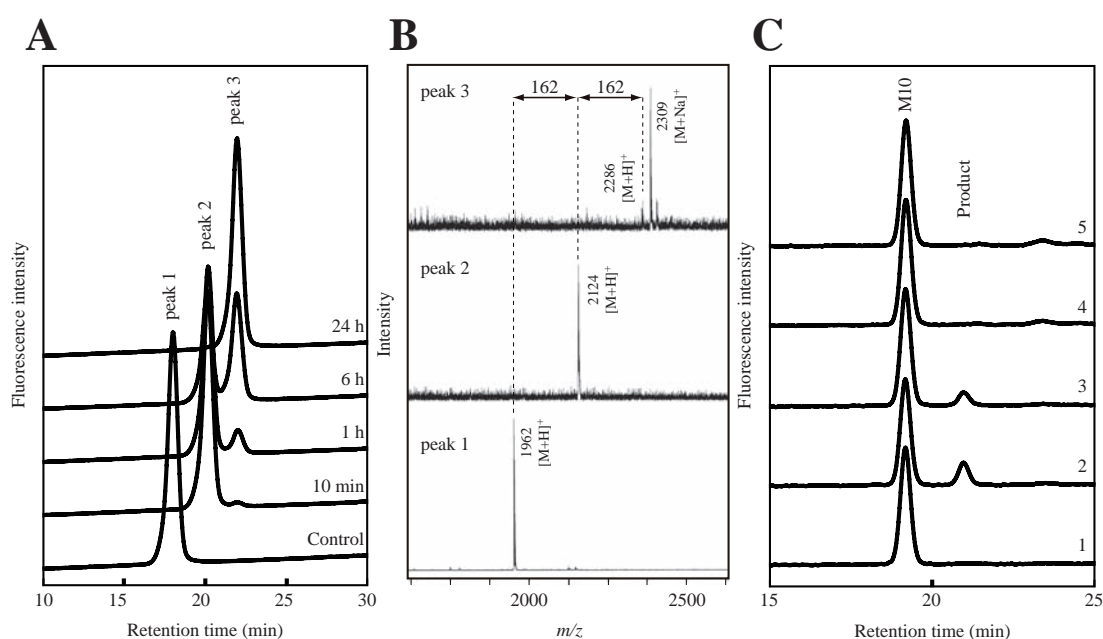 A
peak 1
peak 2
peak 3
24 h
6 h
1 h
10 min
Control
Fluorescence intensity
10 15 20 25 30
Retention time (min)
B
peak 3
162 162
2286
[M+H]+
2309
[M+Na]+
peak 2
2124
[M+H]+
peak 1
1962
[M+H]+
Intensity
2000 2500
m/z
C
M10
Product
5
4
3
2
1
Fluorescence intensity
15 20 25
Retention time (min)